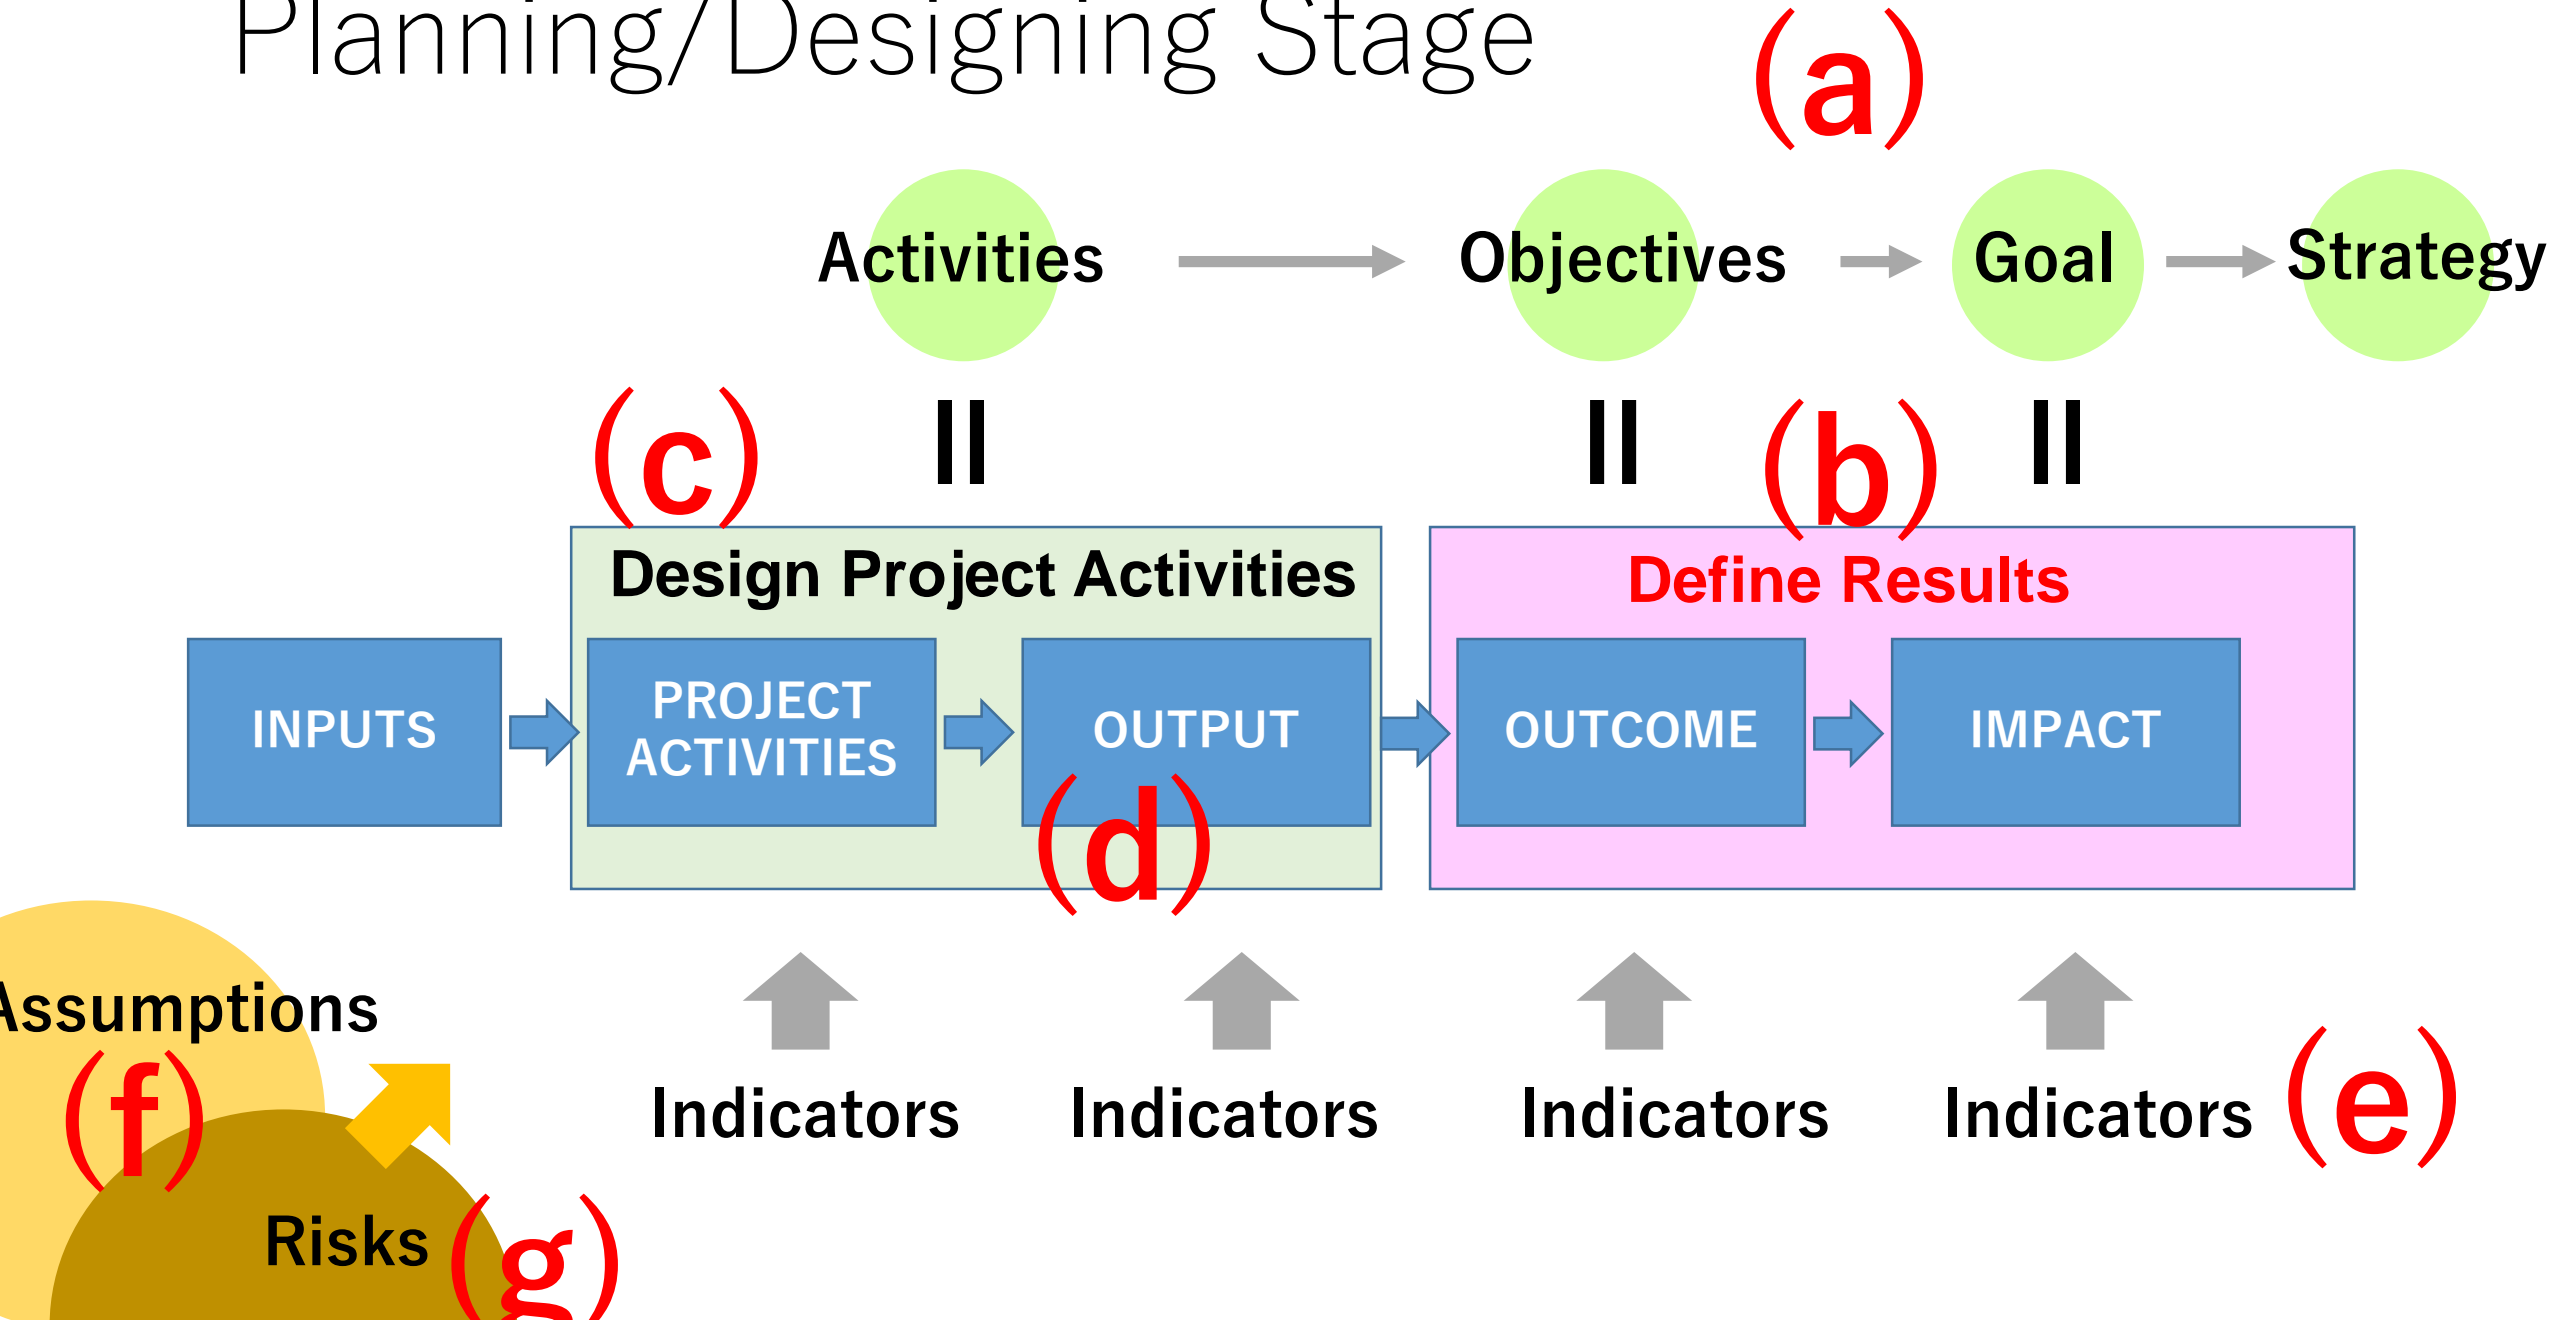 Planning/Designing Stage
(a)
Activities
Objectives
Goal
Strategy
(c)
(b)
Design Project Activities
Define Results
INPUTS
PROJECT
ACTIVITIES
OUTPUT
OUTCOME
IMPACT
(d)
Assumptions
(f)
Indicators
Indicators
Indicators
Indicators
(e)
Risks
(g)